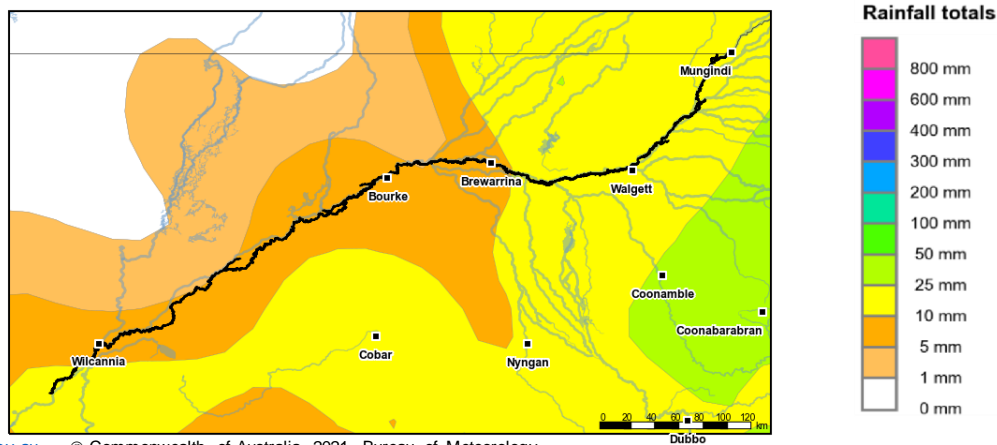 Rainfall totals
800 mm
600 mm
400 mm
300 mm
200 mm
100 mm
50 mm
25 mm
10 mm
5 mm
1 mm
0 mm
Mungindi
Brewarrina
Walgett
Bourke
Coonamble
Coonabarabran
Wilcannia
Cobar
Nyngan
0 20 40 60 80 100 120
km
Dubbo
© Commonwealth of Australia 2021, Bureau of Meteorology